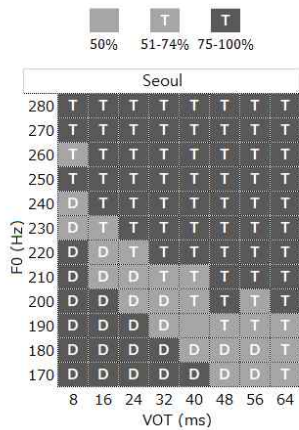 T T
50% 51-74% 75-100%
Seoul
280 T T T T T T T T
270 T T T T T T T T
260 T T T T T T T T
250 T T T T T T T T
240 D T T T T T T T
230 D T T T T T T T
220 D D T T T T T T
210 D D D T T T T T
200 D D D D T T T T
190 D D D D T T T
180 D D D D D D D T
170 D D D D D D D T
8 16 24 32 40 48 56 64
VOT (ms)
F0 (Hz)